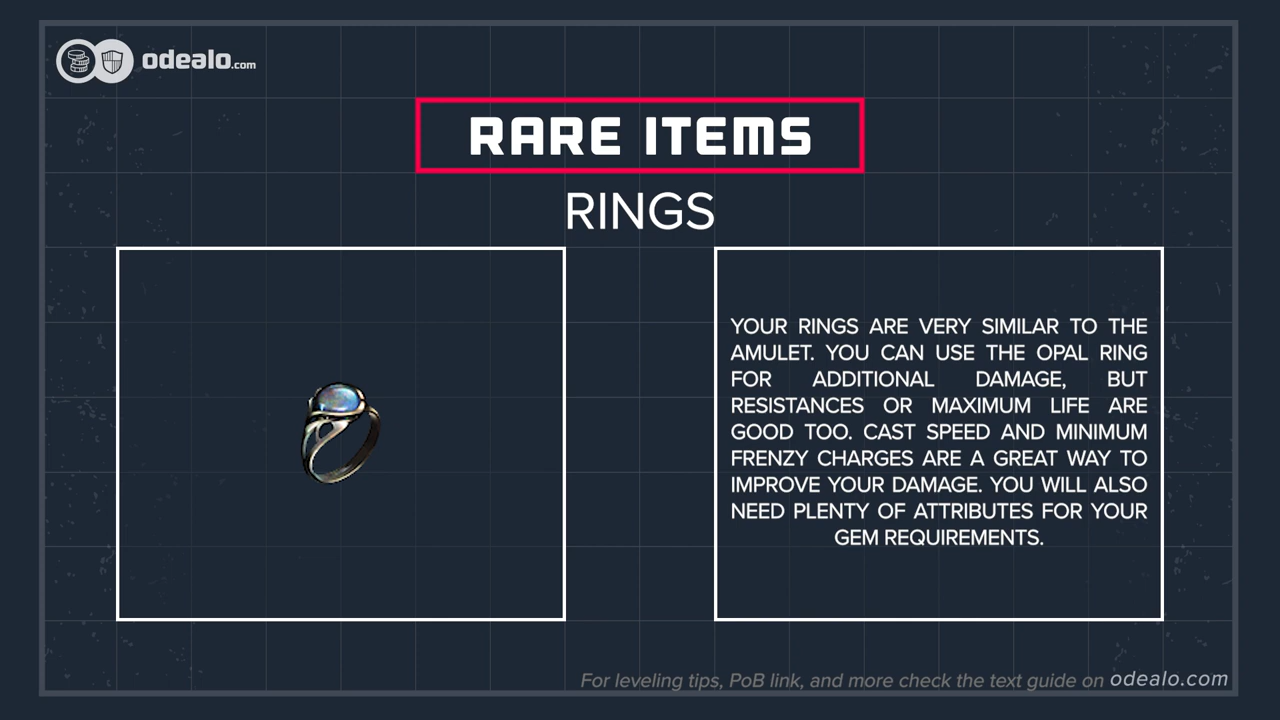 odealo.com
RARE ITEMS
RINGS
YOUR RINGS ARE VERY SIMILAR TO THE
AMULET. YOU CAN USE THE OPAL RING
FOR ADDITIONAL DAMAGE, BUT
RESISTANCES OR MAXIMUM LIFE ARE
GOOD TOO. CAST SPEED AND MINIMUM
FRENZY CHARGES ARE A GREAT WAY TO
IMPROVE YOUR DAMAGE. YOU WILL ALSO
NEED PLENTY OF ATTRIBUTES FOR YOUR
GEM REQUIREMENTS.
For leveling tips, PoB link, and more check the text guide on odealo.com